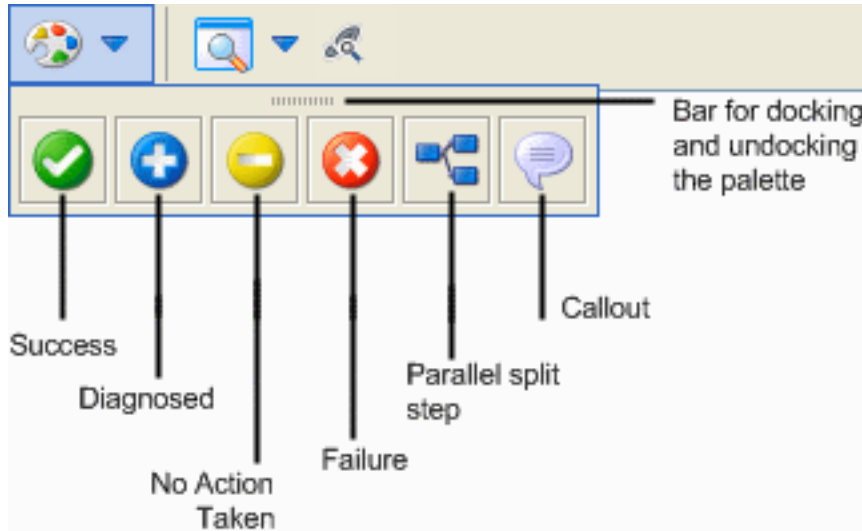 Bar for docking
and undocking
the palette
Callout
Success
Parallel split
step
Diagnosed
Failure
No Action
Taken